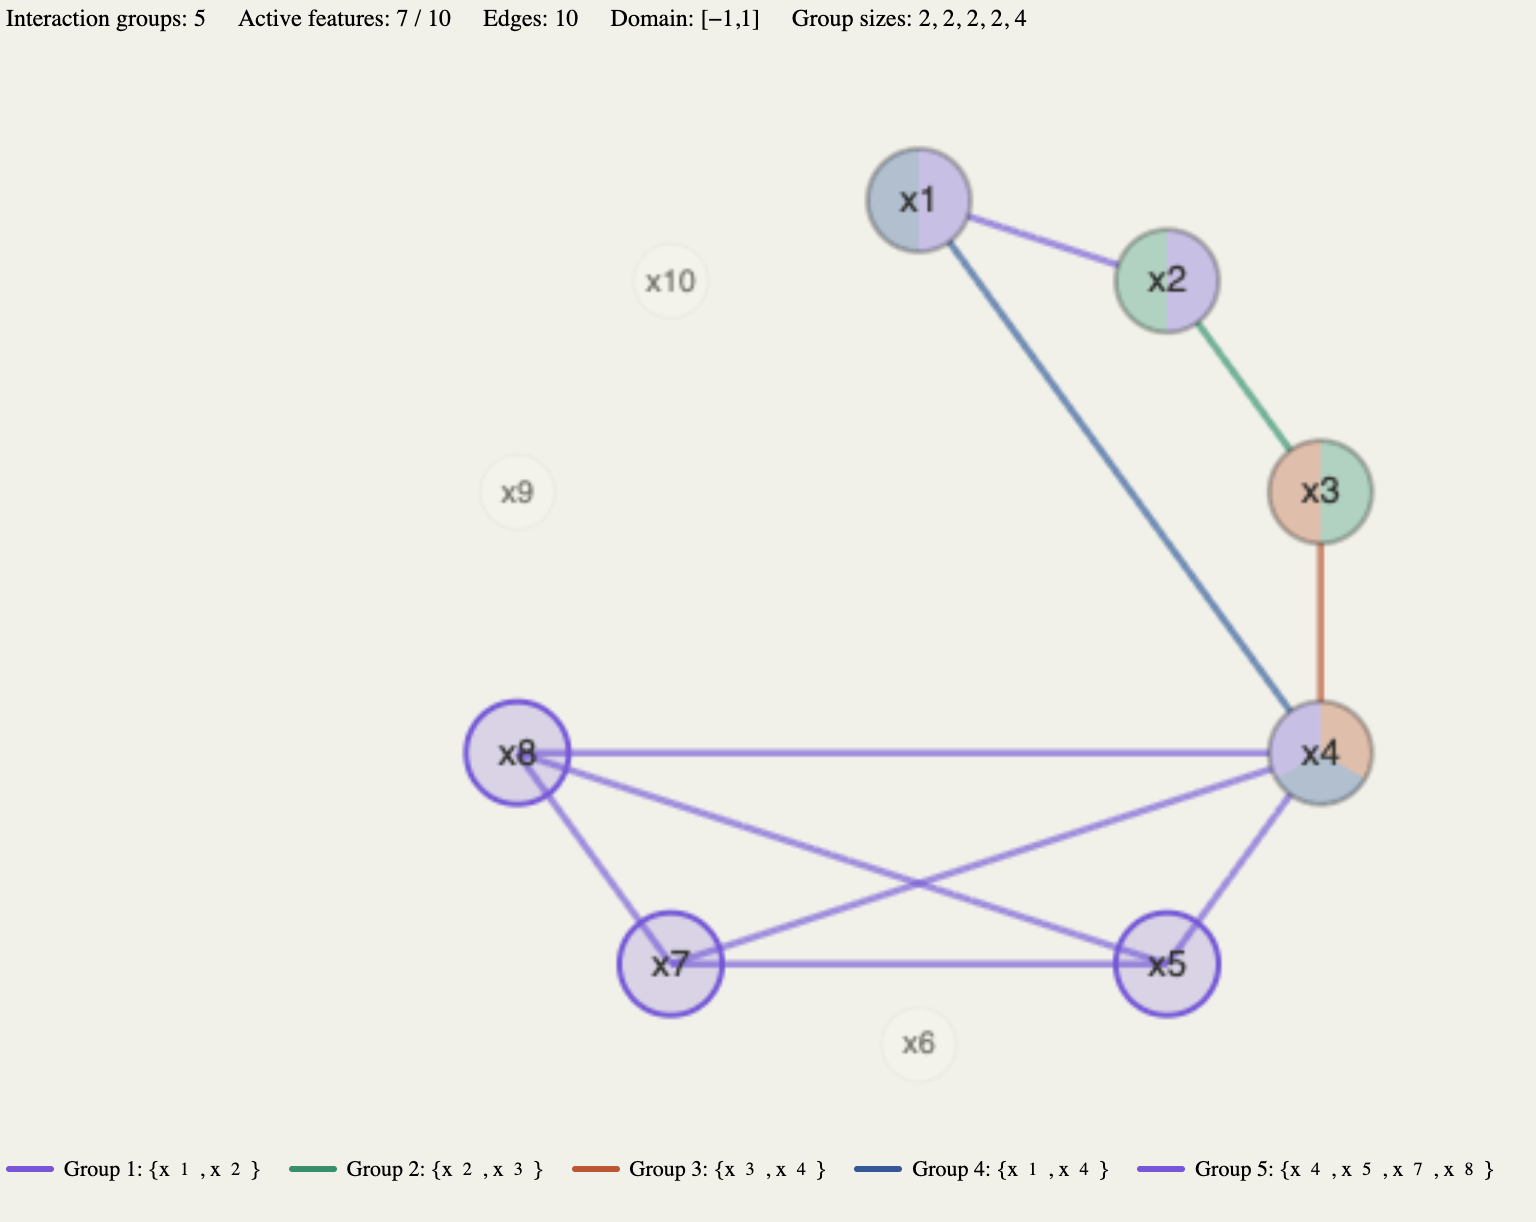 Interaction groups: 5 Active features: 7 / 10 Edges: 10 Domain: [−1,1] Group sizes: 2, 2, 2, 2, 4
x1
x10
x2
x9
x3
x8
x4
x7
x5
x6
Group 1: {x 1 , x 2 } Group 2: {x 2 , x 3 } Group 3: {x 3 , x 4 } Group 4: {x 1 , x 4 } Group 5: {x 4 , x 5 , x 7 , x 8 }